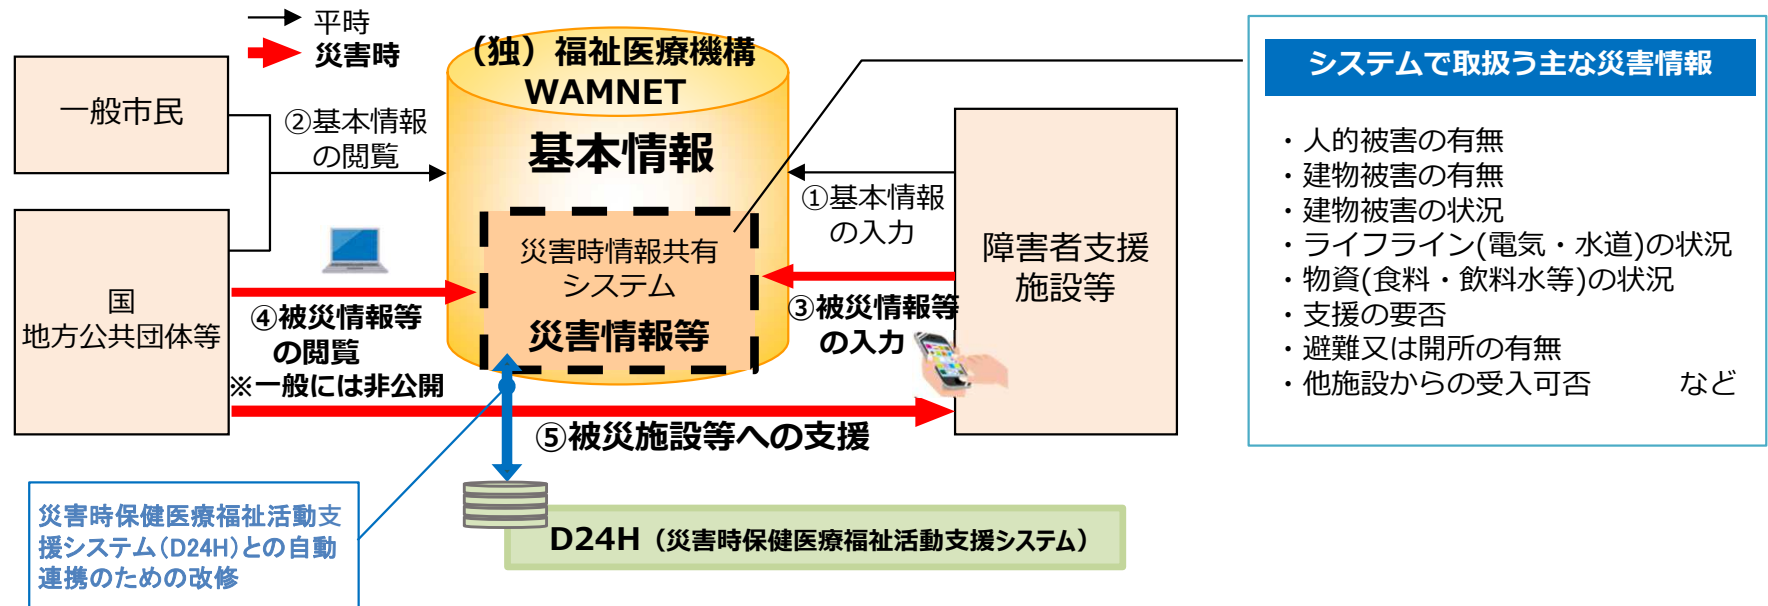 平時
災害時
一般市民
国
地方公共団体等
②基本情報
の閲覧
（独）福祉医療機構
WAMNET
基本情報
災害時情報共有
システム
災害情報等
①基本情報
の入力
③被災情報等
の入力
障害者支援
施設等
④被災情報等
の閲覧
※一般には非公開
⑤被災施設等への支援
災害時保健医療福祉活動支
援システム（D24H）との自動
連携のための改修
D24H（災害時保健医療福祉活動支援システム）
システムで取扱う主な災害情報
・人的被害の有無
・建物被害の有無
・建物被害の状況
・ライフライン(電気・水道)の状況
・物資(食料・飲料水等)の状況
・支援の要否
・避難又は開所の有無
・他施設からの受入可否　　　など